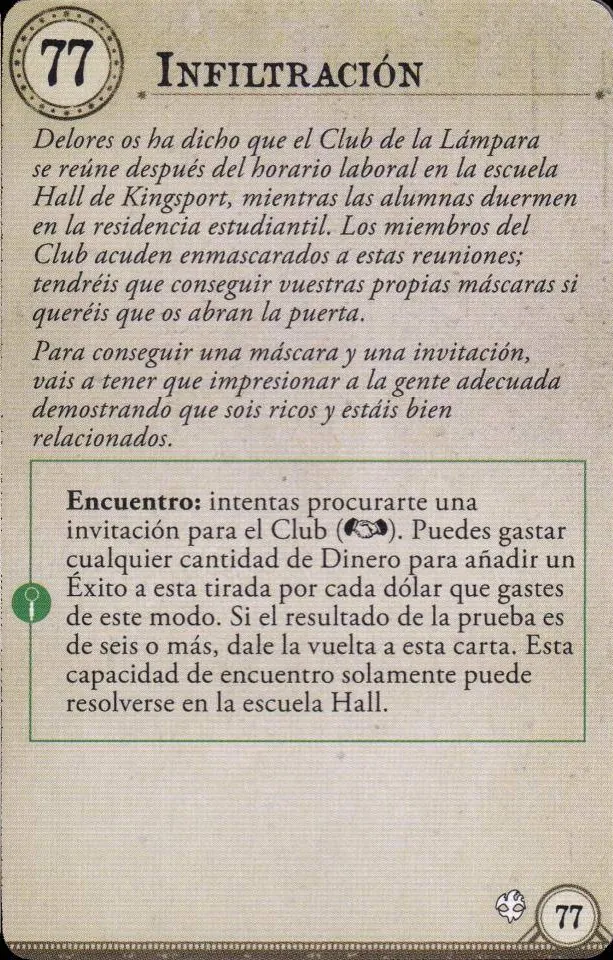 77
INFILTRACIÓN
Delores os ha dicho que el Club de la Lámpara
se reúne después del horario laboral en la escuela
Hall de Kingsport, mientras las alumnas duermen
en la residencia estudiantil. Los miembros del
Club acuden enmascarados a estas reuniones;
tendréis que conseguir vuestras propias máscaras si
queréis que os abran la puerta.
Para conseguir una máscara y una invitación,
vais a tener que impresionar a la gente adecuada
demostrando que sois ricos y estáis bien
relacionados.
Encuentro: intentas procurarte una
invitación para el Club (). Puedes gastar
cualquier cantidad de Dinero para añadir un
Éxito a esta tirada por cada dólar que gastes
de este modo. Si el resultado de la prueba es
de seis o más, dale la vuelta a esta carta. Esta
capacidad de encuentro solamente puede
resolverse en la escuela Hall.
77